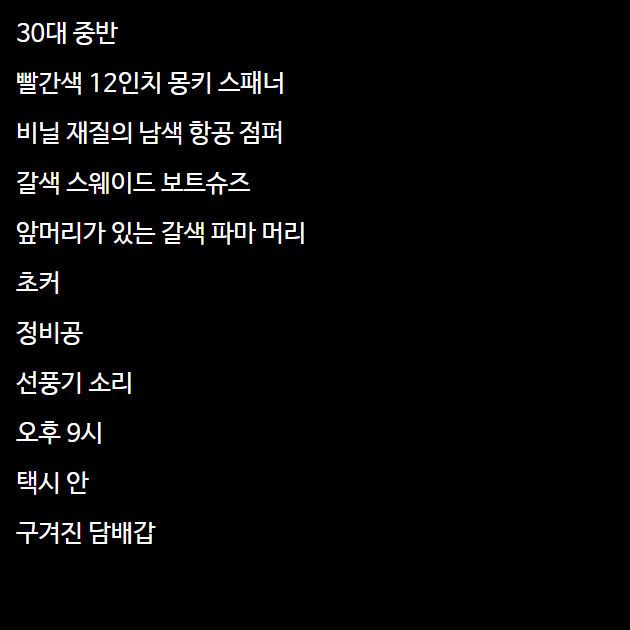 30대 중반
빨간색 12인치 몽키 스패너
비닐 재질의 남색 항공 점퍼
갈색 스웨이드 보트슈즈
앞머리가 있는 갈색 파마 머리
초커
정비공
선풍기 소리
오후 9시
택시 안
구겨진 담배갑